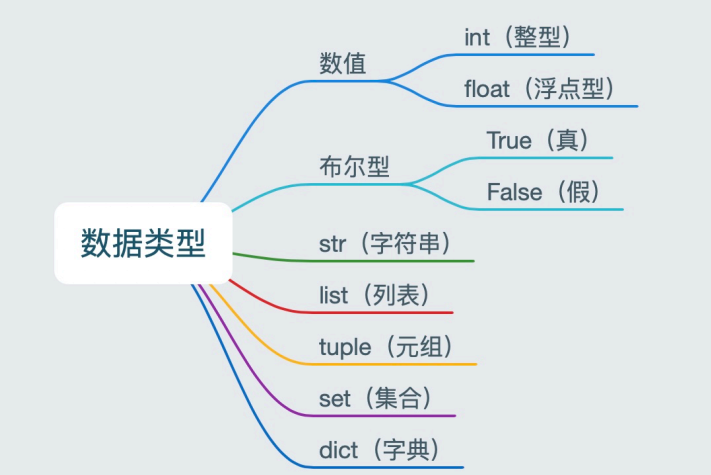 数据类型
数值
int（整型）
float（浮点型）
布尔型
True（真）
False（假）
str（字符串）
list（列表）
tuple（元组）
set（集合）
dict（字典）